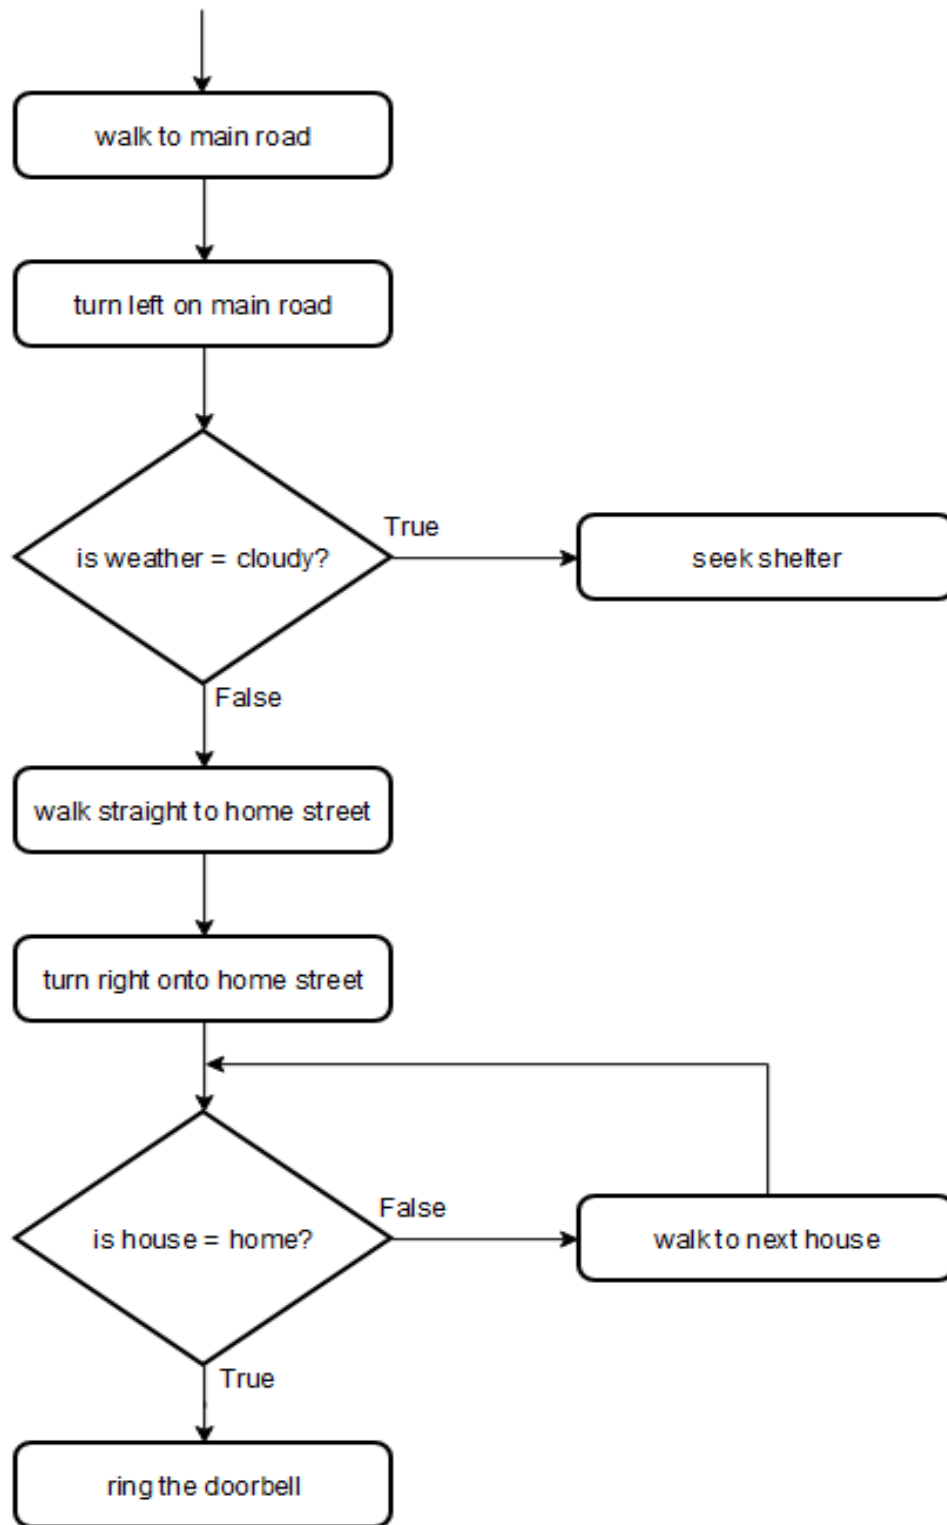 walk to main road
turn left on main road
is weather = cloudy?
True
seek shelter
False
walk straight to home street
turn right onto home street
is house = home?
False
walk to next house
True
ring the doorbell